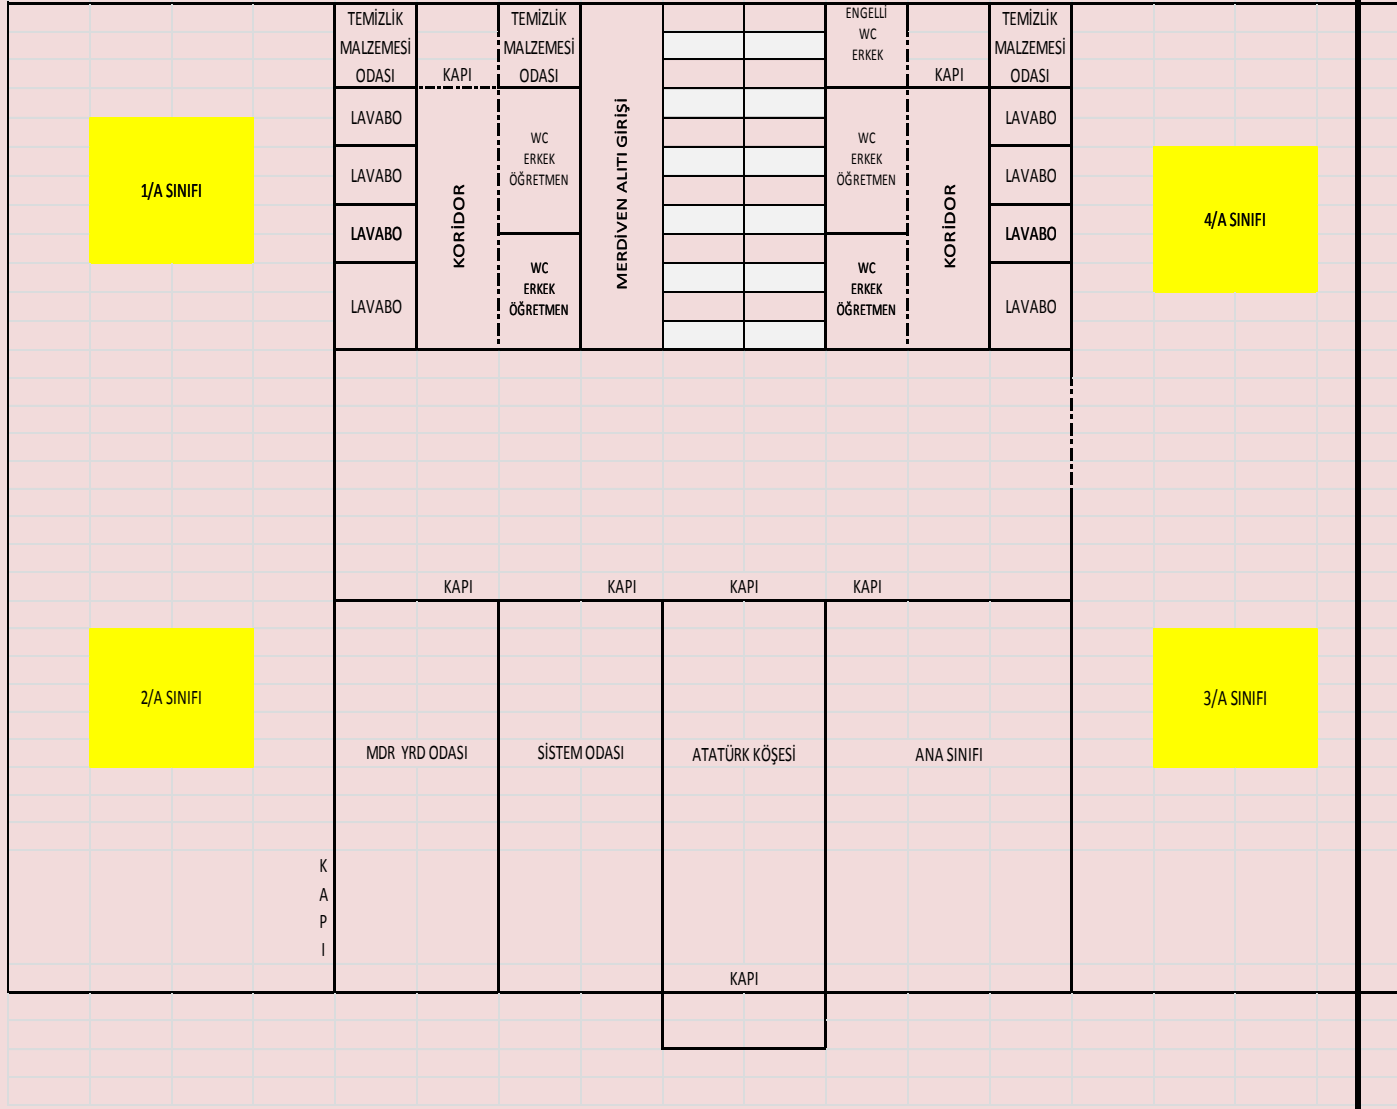 TEMİZLİK
MALZEMESİ
ODASI
KAPI
TEMİZLİK
MALZEMESİ
ODASI
ENGELLİ
WC
ERKEK
KAPI
TEMİZLİK
MALZEMESİ
ODASI
1/A SINIFI
LAVABO
LAVABO
LAVABO
LAVABO
KORİDOR
WC
ERKEK
ÖĞRETMEN
WC
ERKEK
ÖĞRETMEN
MERDİVEN ALITI GİRİŞİ
WC
ERKEK
ÖĞRETMEN
WC
ERKEK
ÖĞRETMEN
KORİDOR
LAVABO
LAVABO
LAVABO
LAVABO
4/A SINIFI
KAPI
KAPI
KAPI
KAPI
2/A SINIFI
3/A SINIFI
MDR YRD ODASI
SİSTEM ODASI
ATATÜRK KÖŞESİ
ANA SINIFI
K
A
P
I
KAPI